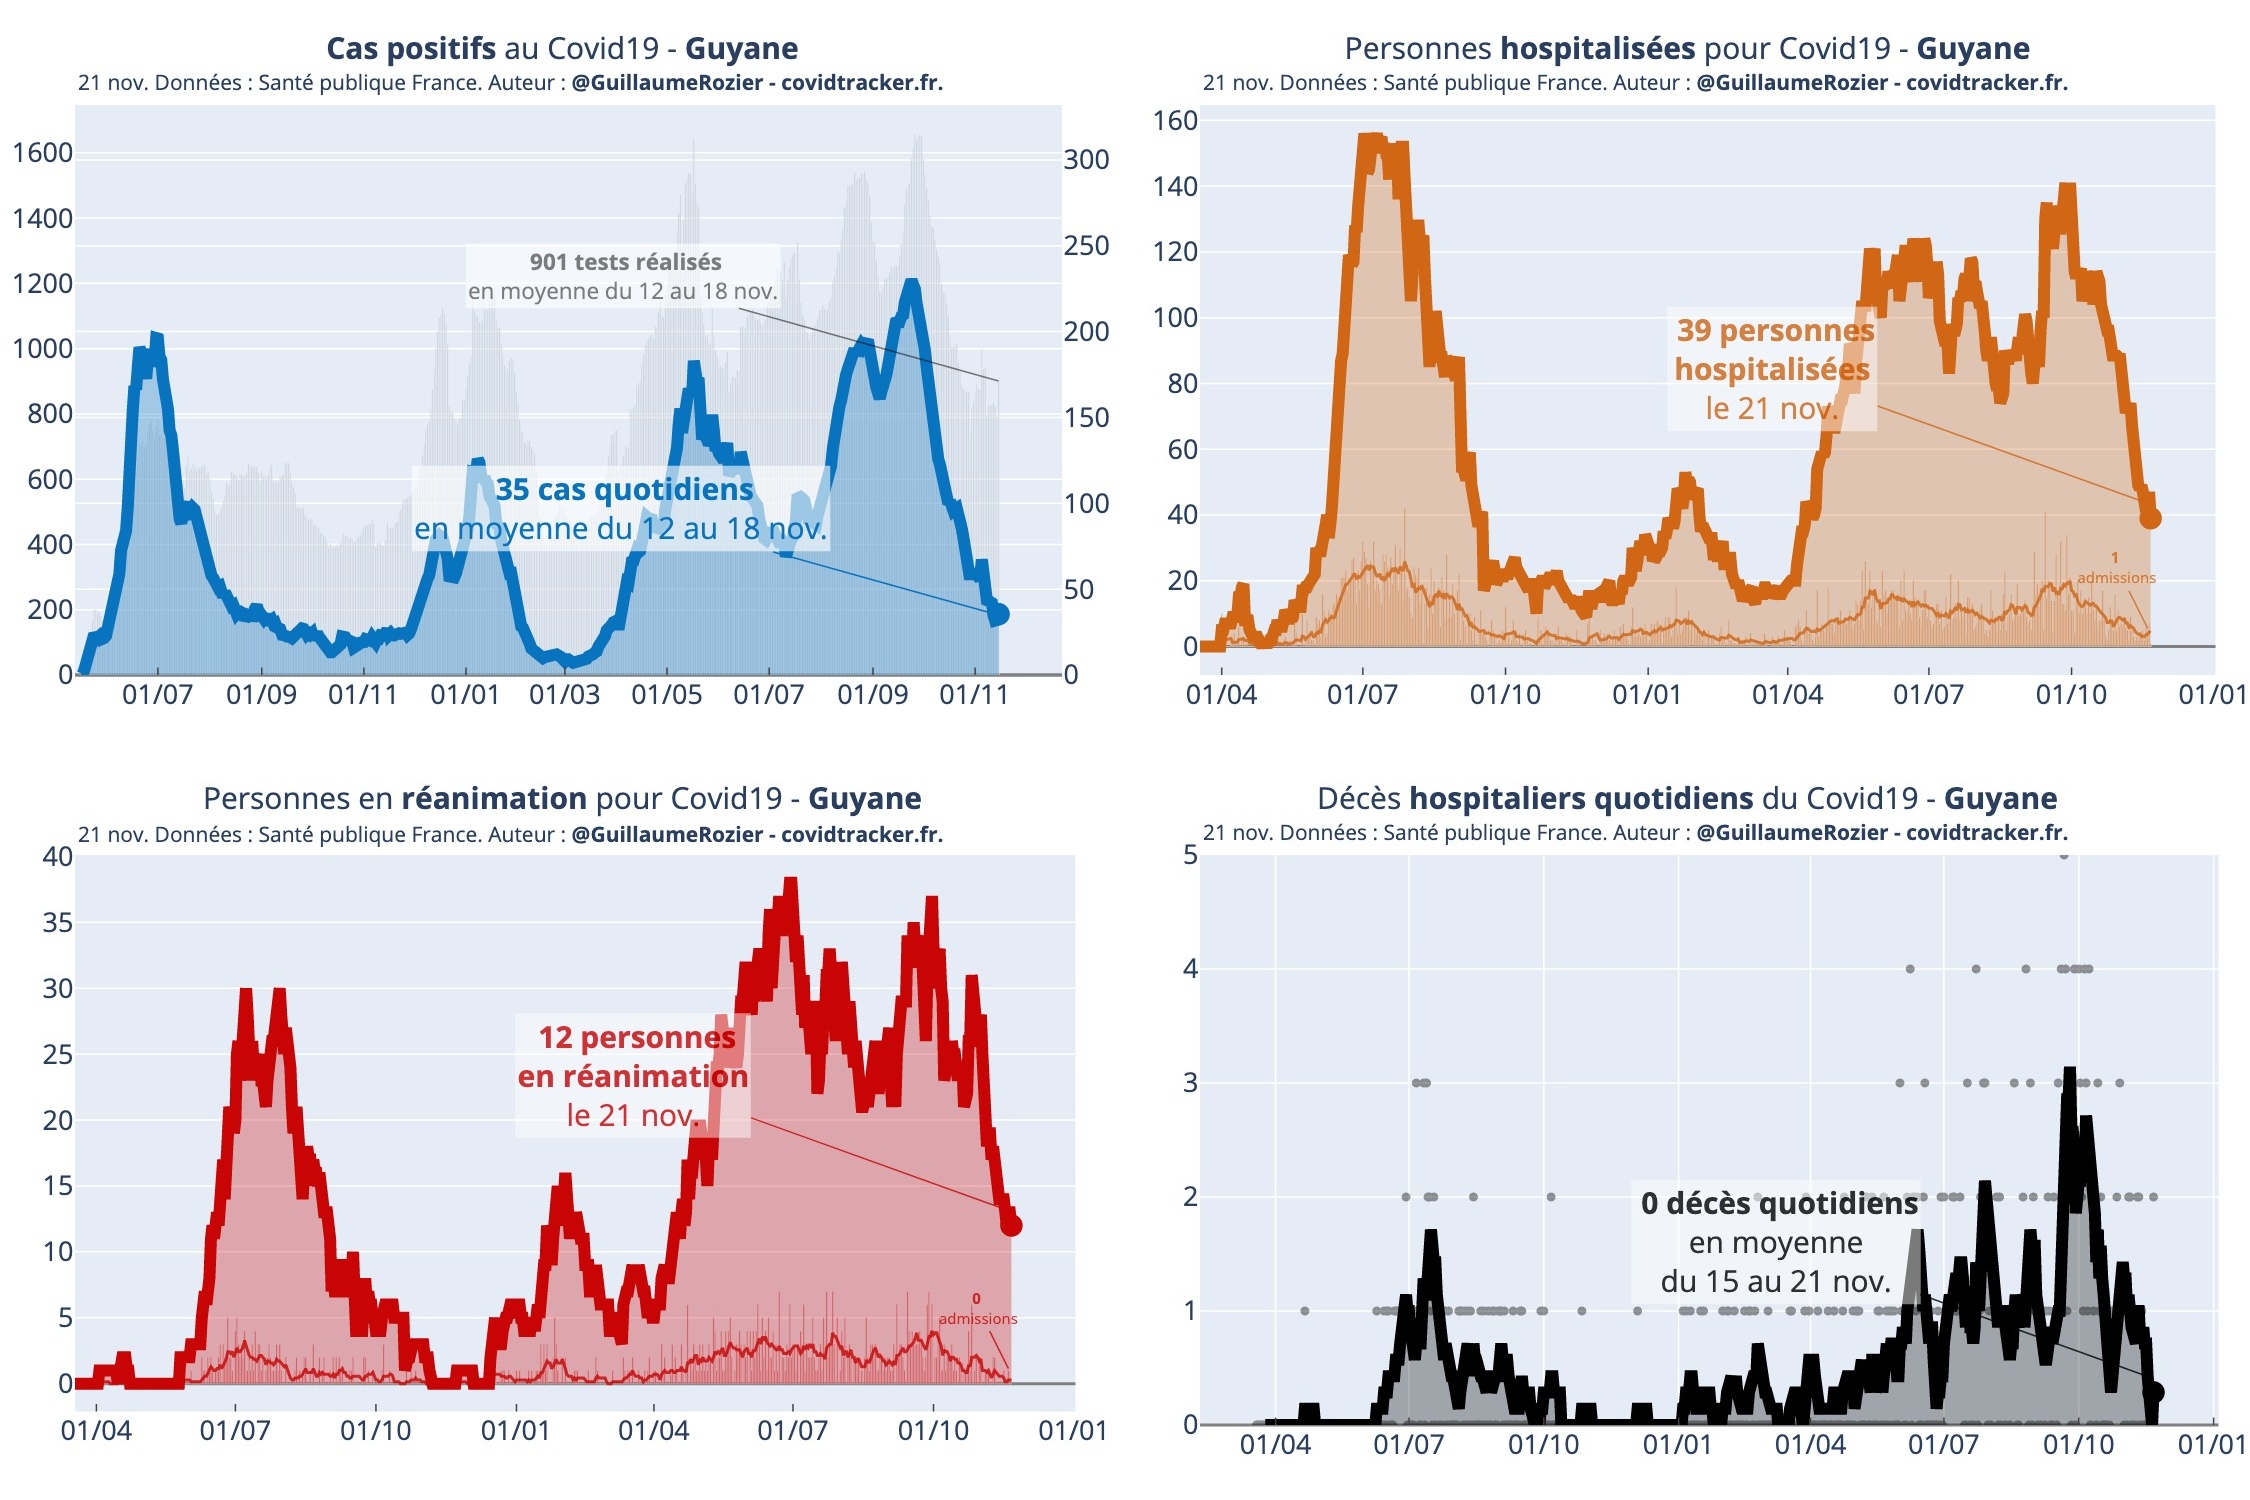 Cas positifs au Covid19 - Guyane
21 nov. Données : Santé publique France. Auteur : @GuillaumeRozier - covidtracker.fr.
1600
1400
1200
1000
800
600
400
200
0
300
250
200
150
100
50
0
901 tests réalisés
en moyenne du 12 au 18 nov.
35 cas quotidiens
en moyenne du 12 au 18 nov.
01/07 01/09 01/11 01/01 01/03 01/05 01/07 01/09 01/11
Personnes hospitalisées pour Covid19 - Guyane
21 nov. Données : Santé publique France. Auteur : @GuillaumeRozier - covidtracker.fr.
160
140
120
100
80
60
40
20
0
39 personnes
hospitalisées
le 21 nov.
1
admissions
01/04 01/07 01/10 01/01 01/04 01/07 01/10 01/01
Personnes en réanimation pour Covid19 - Guyane
21 nov. Données : Santé publique France. Auteur : @GuillaumeRozier - covidtracker.fr.
40
35
30
25
20
15
10
5
0
12 personnes
en réanimation
le 21 nov.
0
admissions
01/04 01/07 01/10 01/01 01/04 01/07 01/10 01/01
Décès hospitaliers quotidiens du Covid19 - Guyane
21 nov. Données : Santé publique France. Auteur : @GuillaumeRozier - covidtracker.fr.
5
4
3
2
1
0
0 décès quotidiens
en moyenne
du 15 au 21 nov.
01/04 01/07 01/10 01/01 01/04 01/07 01/10 01/01